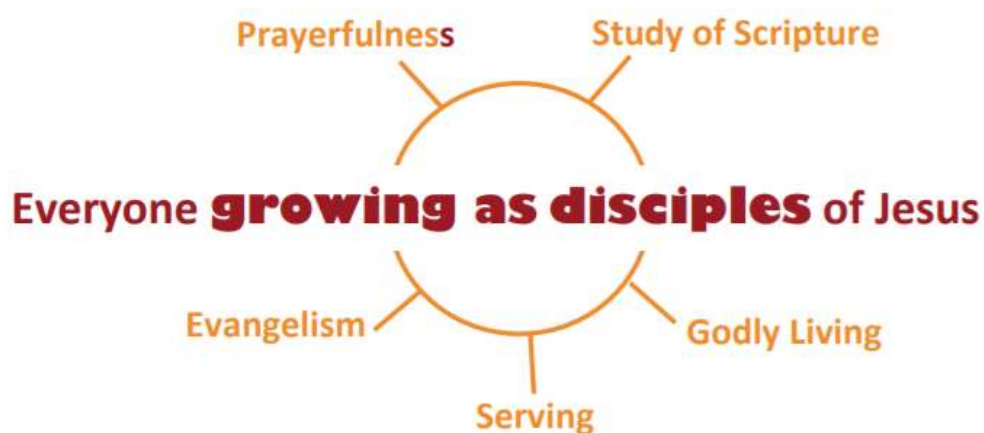 Prayerfulness
Study of Scripture
Everyone growing as disciples of Jesus
Evangelism
Godly Living
Serving